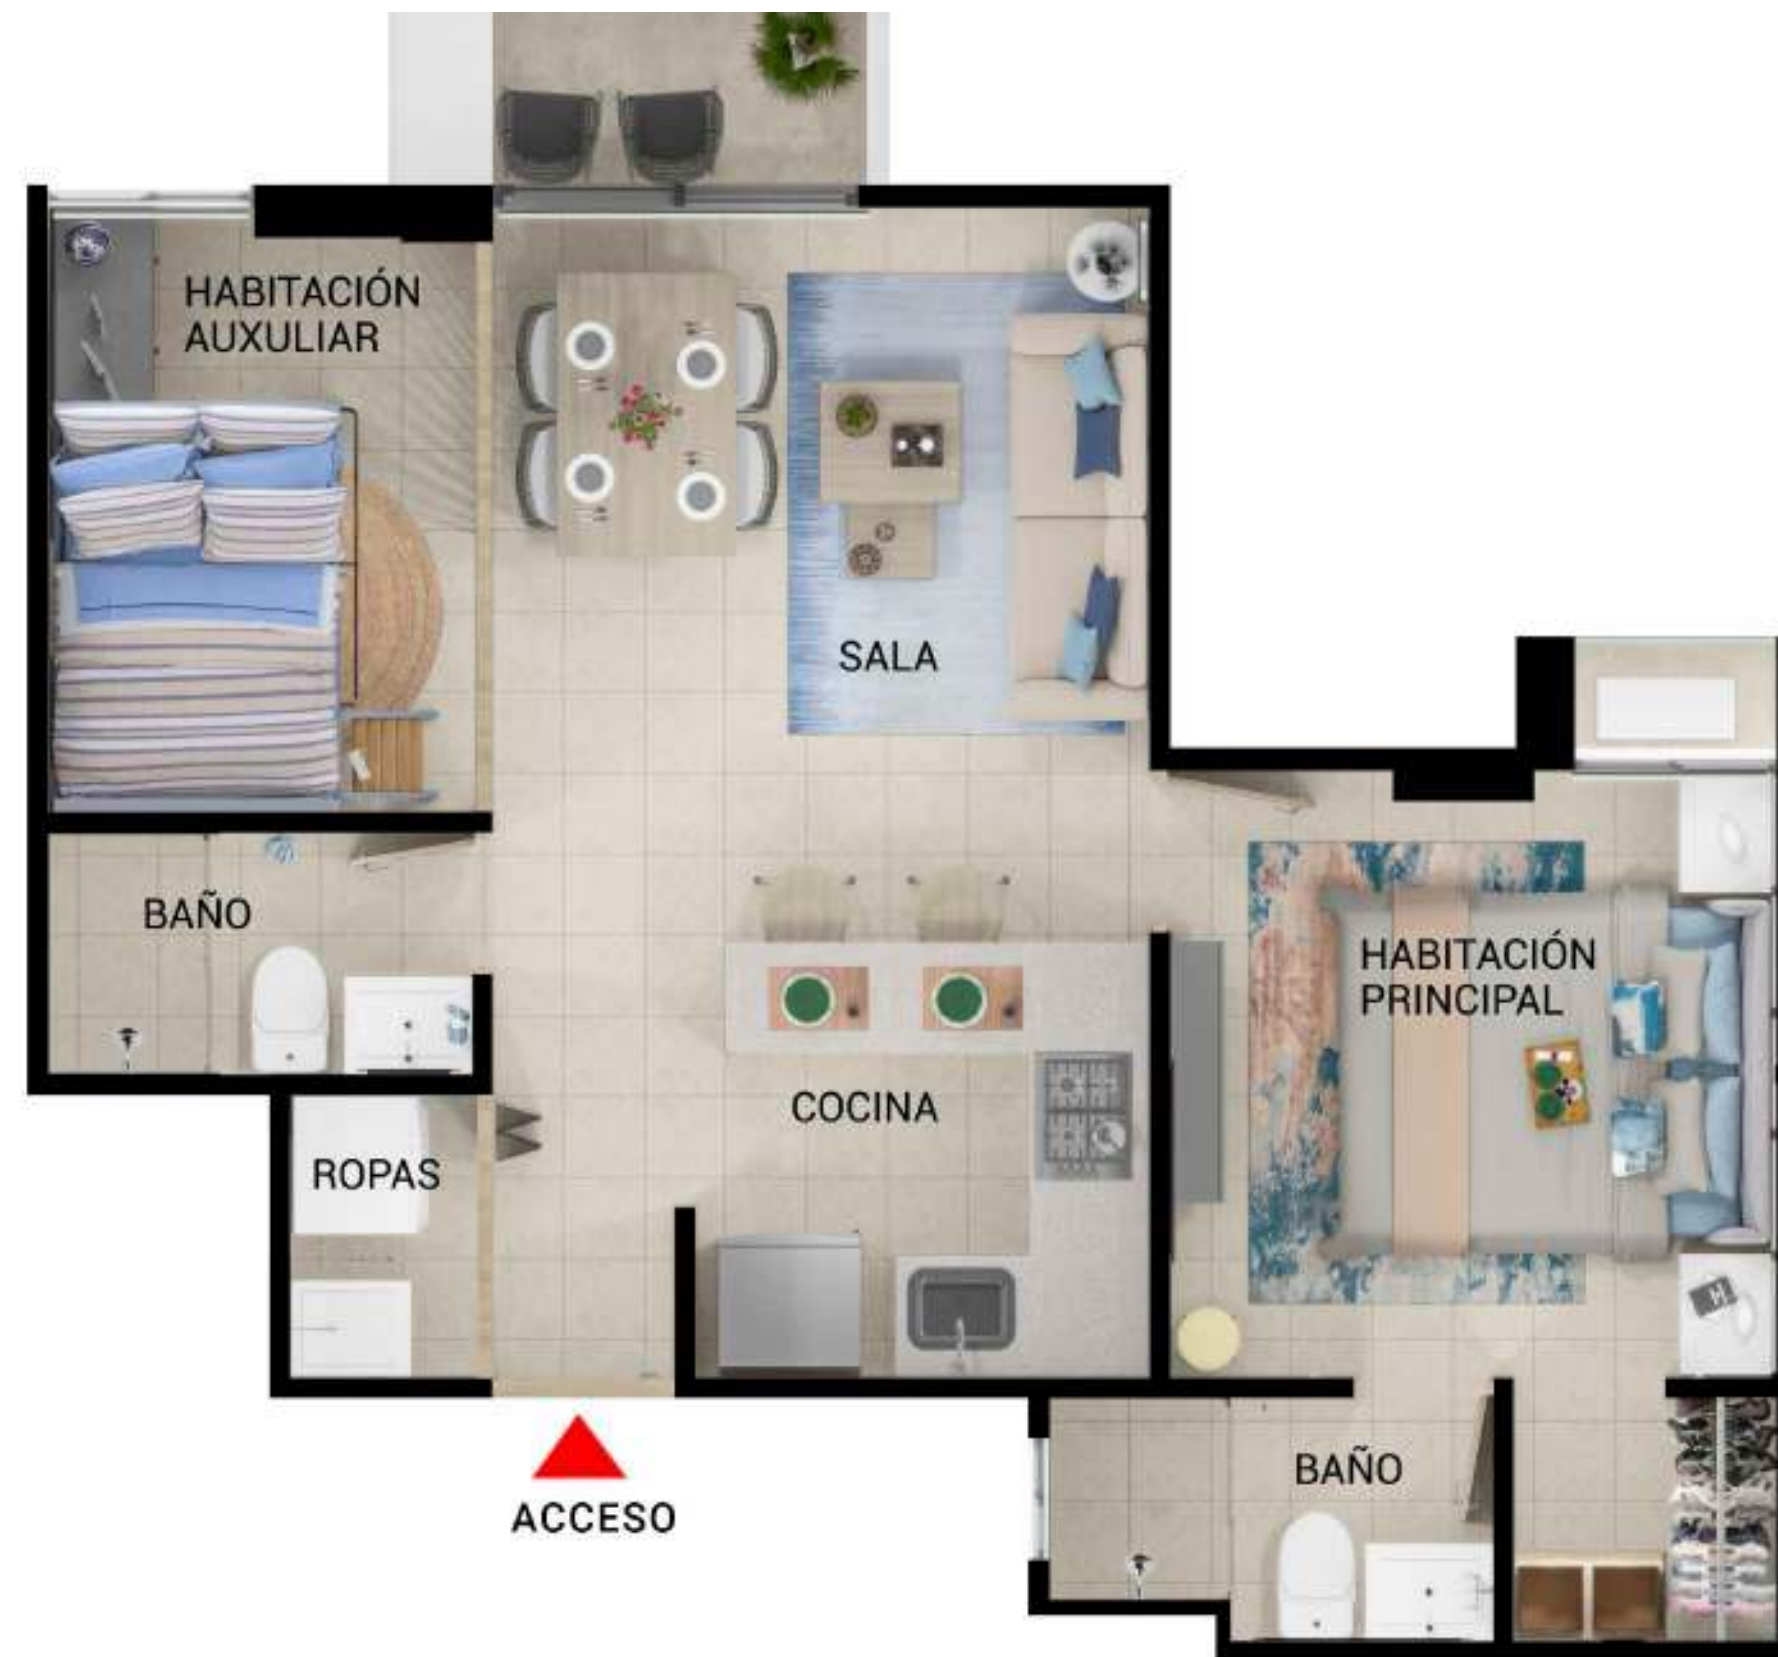 HABITACIÓN
AUXULIAR
SALA
BAÑO
HABITACIÓN
PRINCIPAL
COCINA
ROPAS
BAÑO
ACCESO